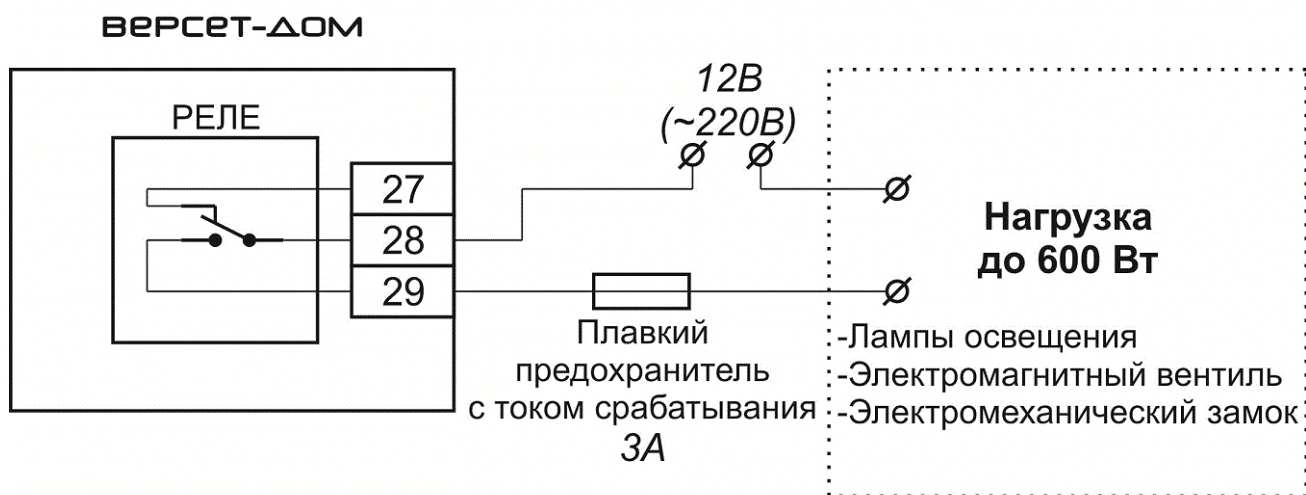 ВЕРСЕТ-ДОМ
РЕЛЕ
27
28
29
12В
(~220В)
Плавкий
предохранитель
с током срабатывания
3А
Нагрузка
до 600 Вт
-Лампы освещения
-Электромагнитный вентиль
-Электромеханический замок